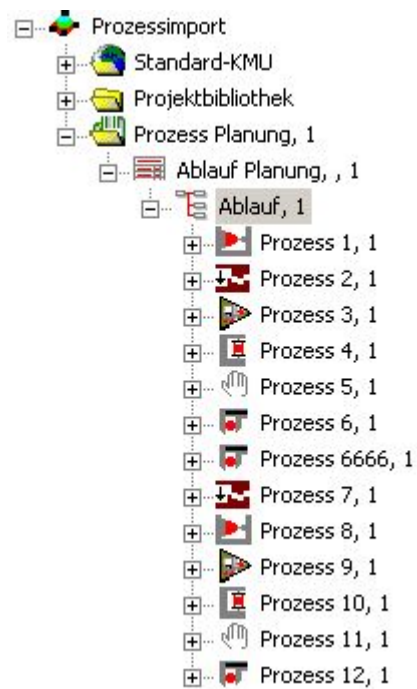 Prozessimport
Standard-KMU
Projektbibliothek
Prozess Planung, 1
Ablauf Planung, , 1
Ablauf, 1
Prozess 1, 1
Prozess 2, 1
Prozess 3, 1
Prozess 4, 1
Prozess 5, 1
Prozess 6, 1
Prozess 6666, 1
Prozess 7, 1
Prozess 8, 1
Prozess 9, 1
Prozess 10, 1
Prozess 11, 1
Prozess 12, 1